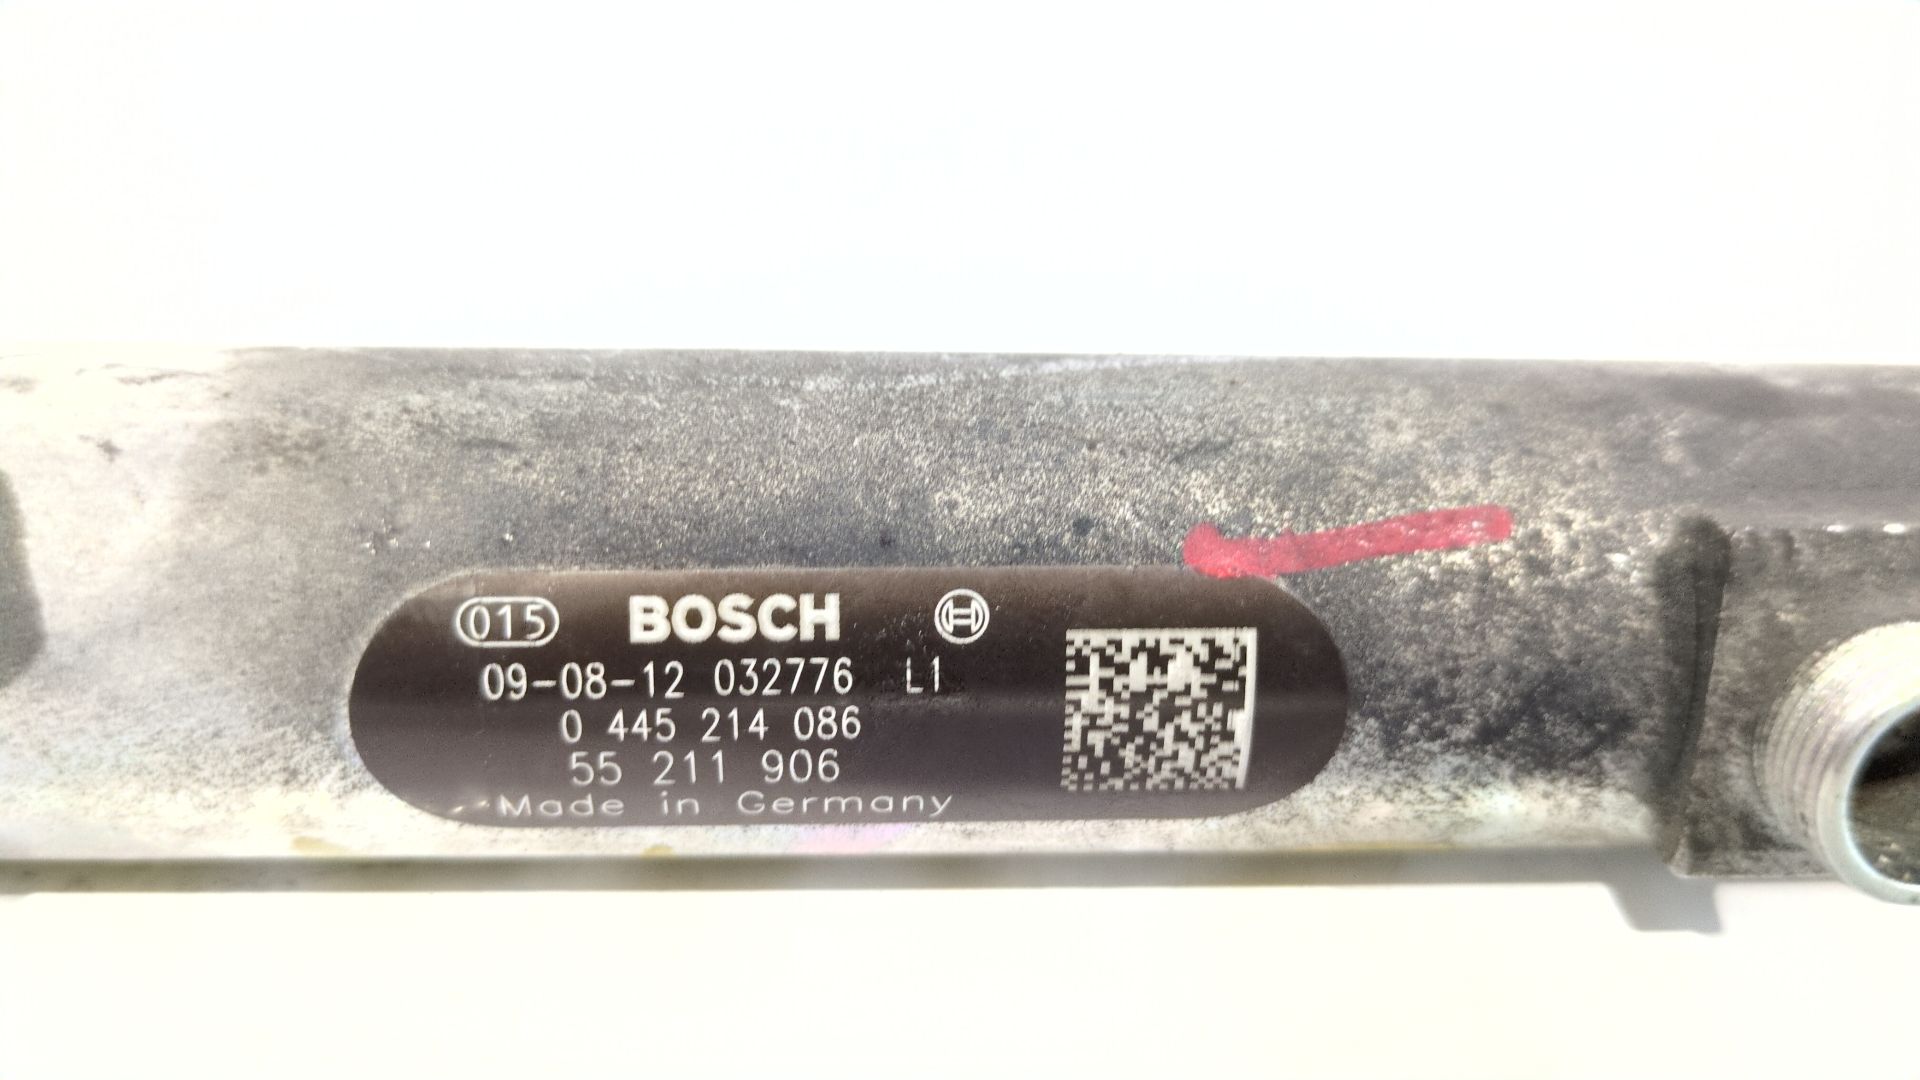 015 BOSCH
09-08-12 032776 L1
0 445 214 086
55 211 906
Made in Germany